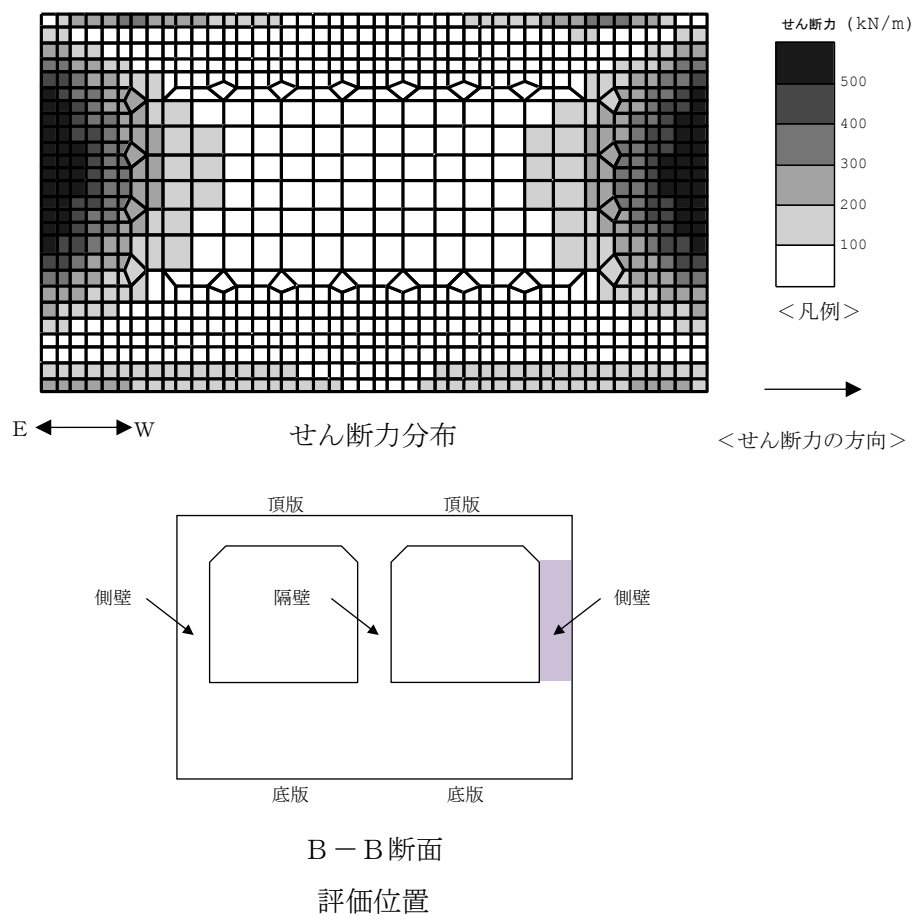 せん断力 (kN/m)
500
400
300
200
100
＜凡例＞
E W
せん断力分布
＜せん断力の方向＞
頂版 頂版
側壁 隔壁 側壁
底版 底版
B－B断面
評価位置